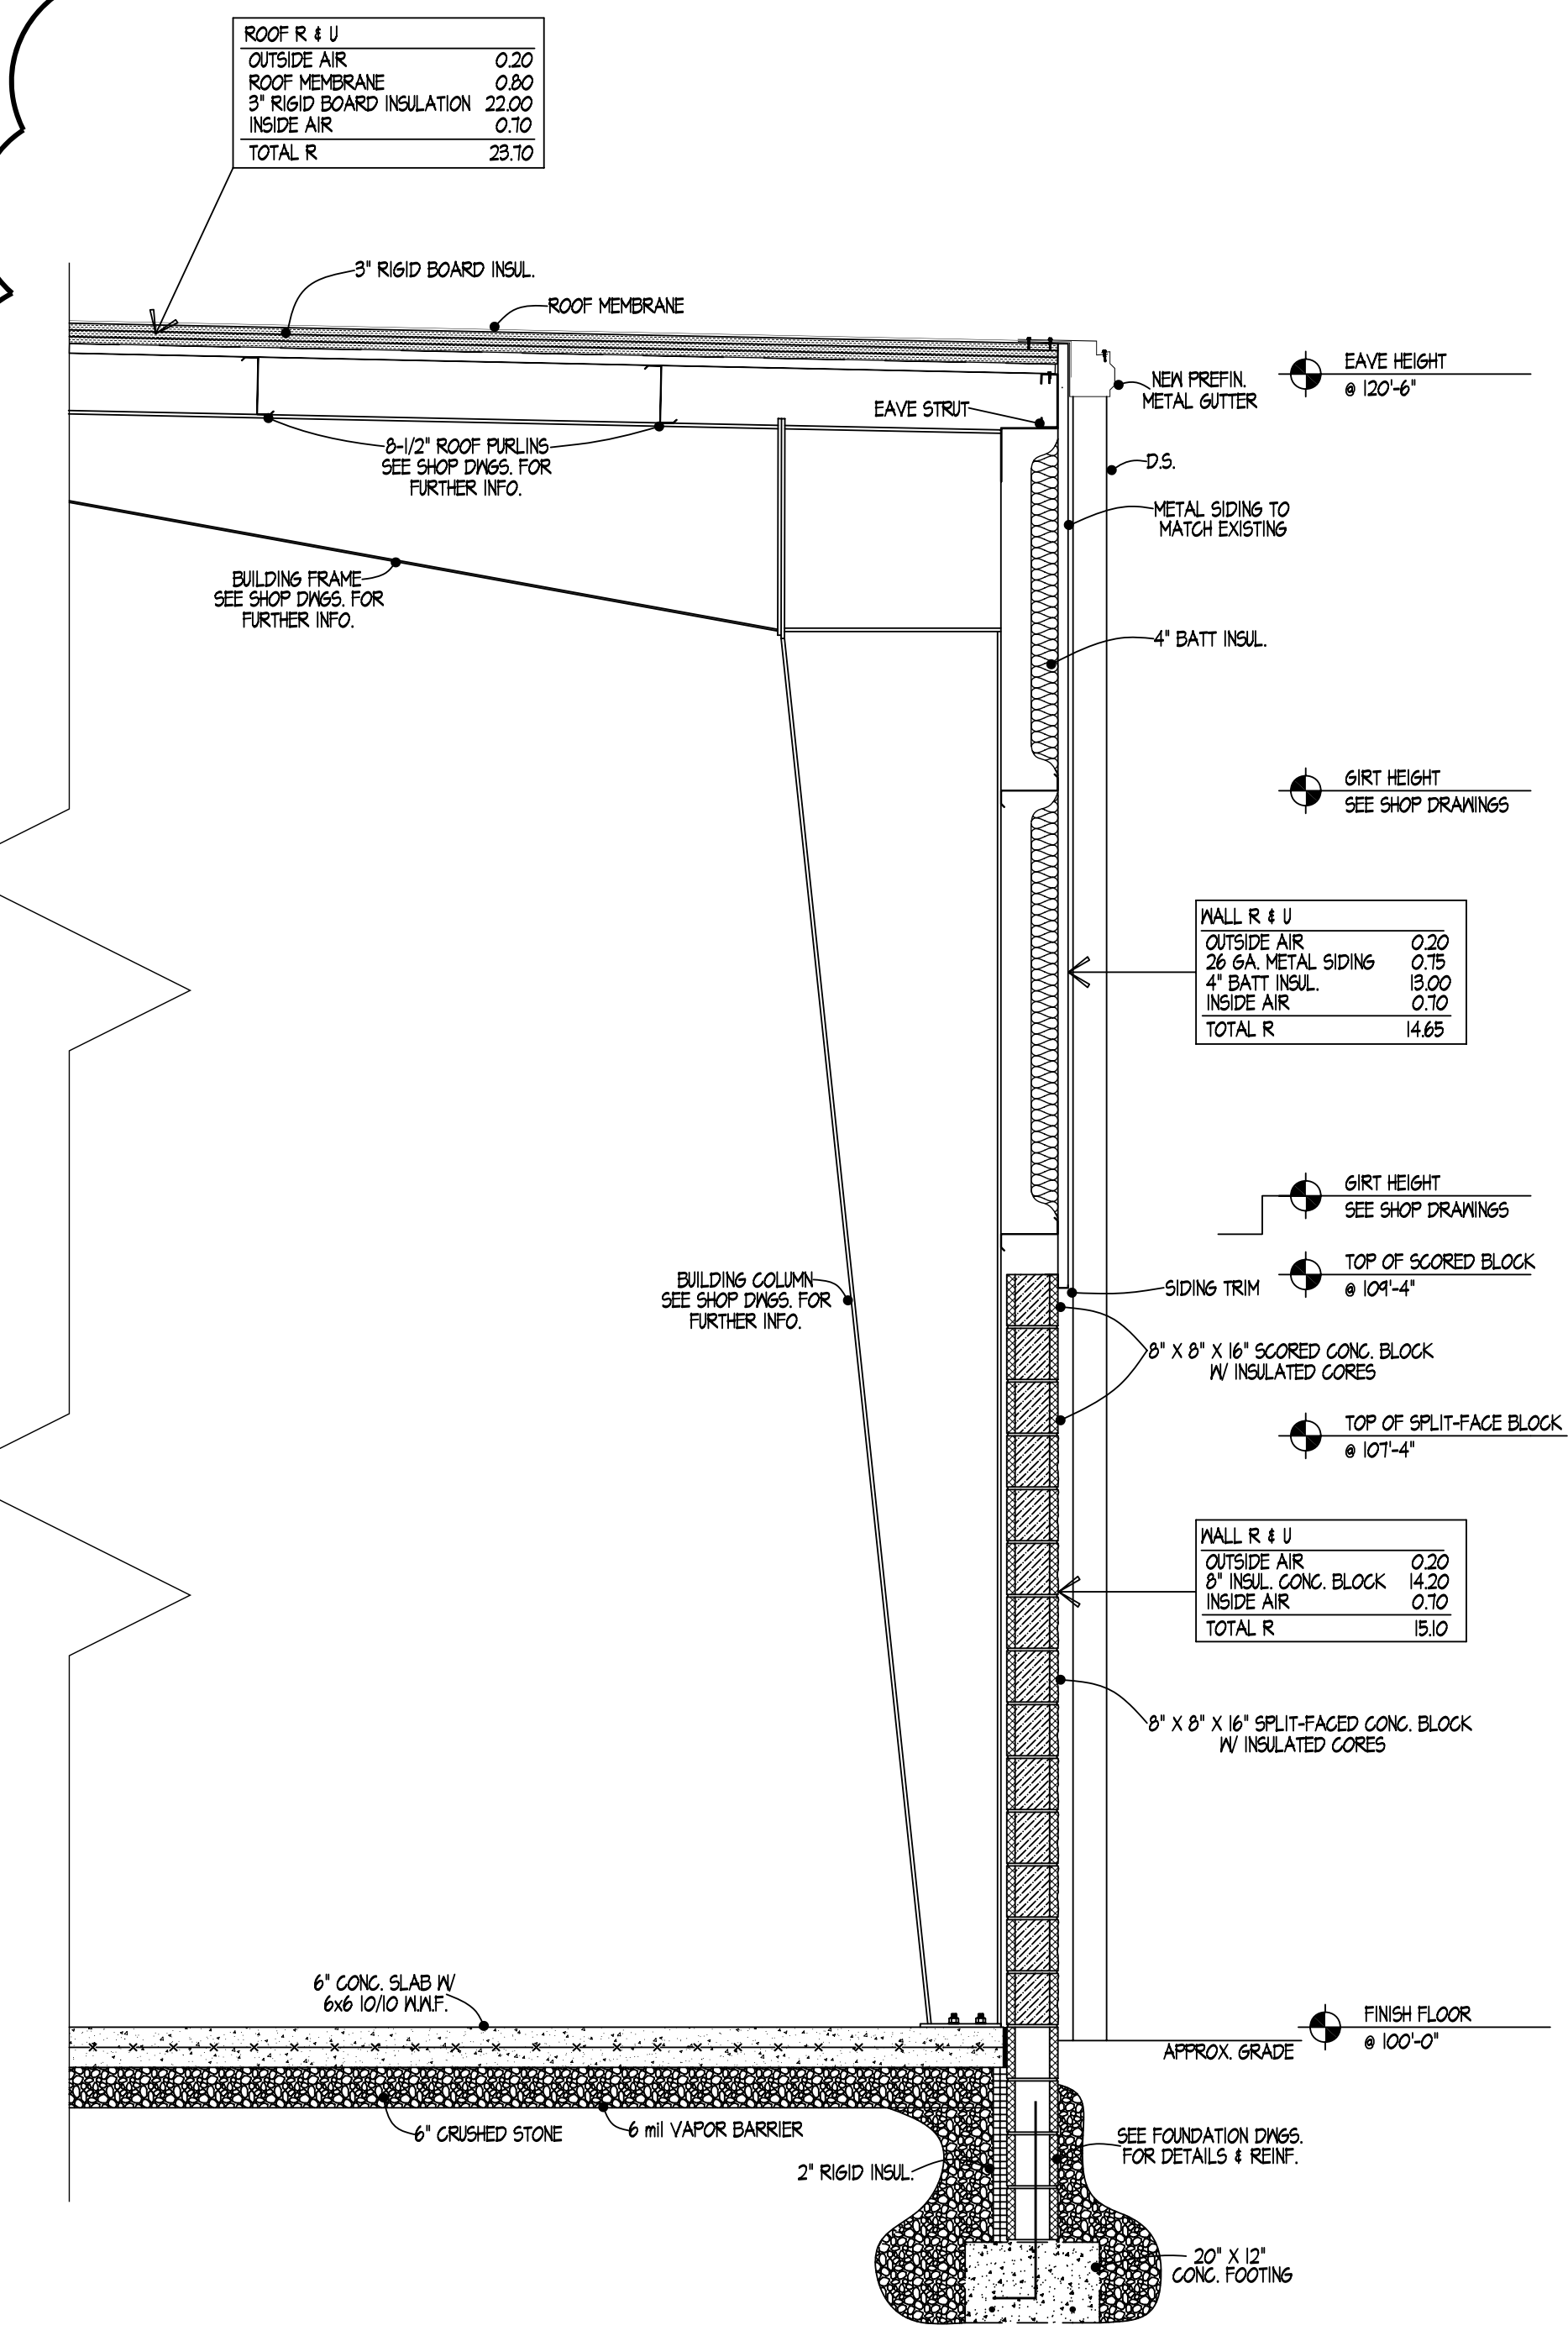 ROOF R & U
OUTSIDE AIR 0.20
ROOF MEMBRANE 0.80
3" RIGID BOARD INSULATION 22.00
INSIDE AIR 0.70
TOTAL R 23.70
3" RIGID BOARD INSUL.
ROOF MEMBRANE
EAVE HEIGHT
@ 120'-6"
NEW PREFIN.
METAL GUTTER
EAVE STRUT
8-1/2" ROOF PURLINS
SEE SHOP DWGS. FOR
FURTHER INFO.
D.S.
METAL SIDING TO
MATCH EXISTING
BUILDING FRAME
SEE SHOP DWGS. FOR
FURTHER INFO.
4" BATT INSUL.
GIRT HEIGHT
SEE SHOP DRAWINGS
WALL R & U
OUTSIDE AIR 0.20
26 GA. METAL SIDING 0.75
4" BATT INSUL. 13.00
INSIDE AIR 0.70
TOTAL R 14.65
GIRT HEIGHT
SEE SHOP DRAWINGS
TOP OF SCORED BLOCK
@ 109'-4"
BUILDING COLUMN
SEE SHOP DWGS. FOR
FURTHER INFO.
SIDING TRIM
8" X 8" X 16" SCORED CONC. BLOCK
W/ INSULATED CORES
TOP OF SPLIT-FACE BLOCK
@ 107'-4"
WALL R & U
OUTSIDE AIR 0.20
8" INSUL. CONC. BLOCK 14.20
INSIDE AIR 0.70
TOTAL R 15.10
8" X 8" X 16" SPLIT-FACED CONC. BLOCK
W/ INSULATED CORES
6" CONC. SLAB W/
6x6 10/10 W.W.F.
FINISH FLOOR
@ 100'-0"
APPROX. GRADE
6" CRUSHED STONE
6 mil VAPOR BARRIER
2" RIGID INSUL.
SEE FOUNDATION DWGS.
FOR DETAILS & REINF.
20" X 12"
CONC. FOOTING